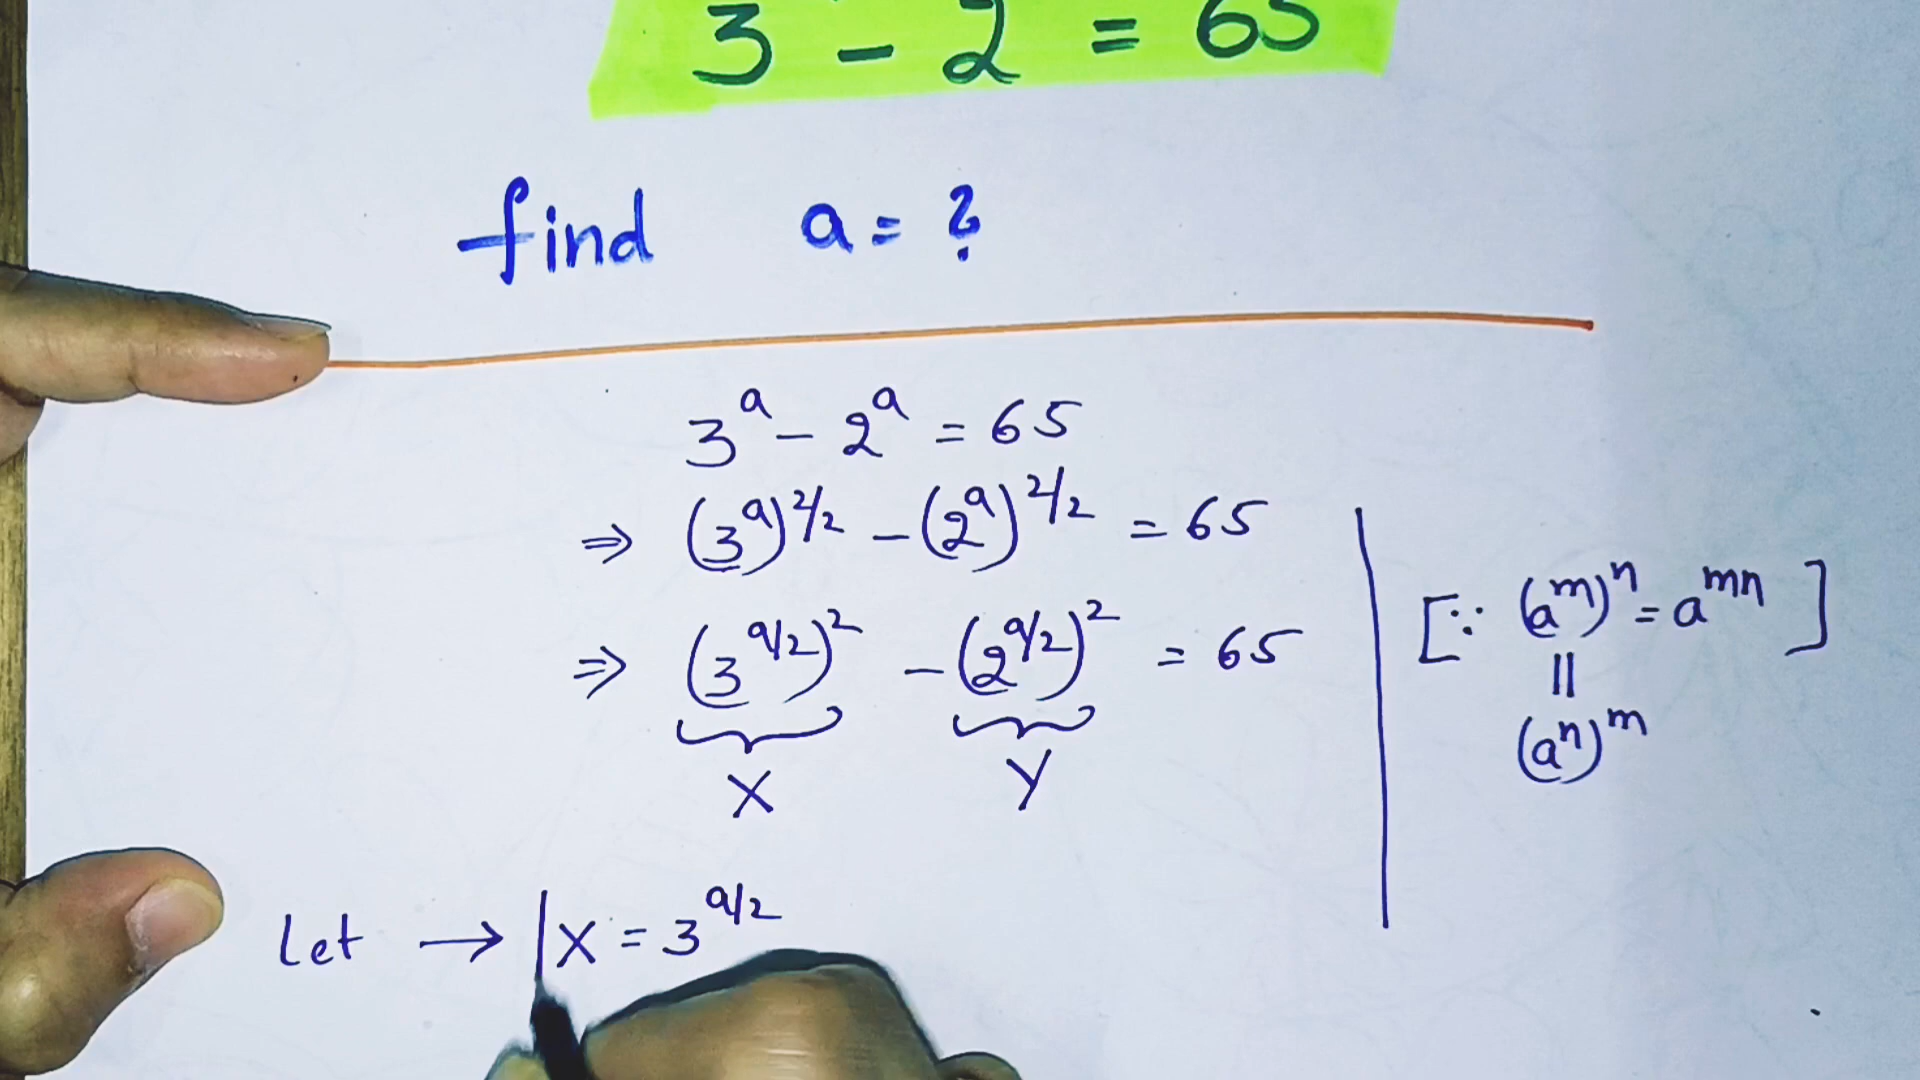 3 - 2 = 65
find a = ?
3^a - 2^a = 65
⇒ (3^a)^2/2 - (2^a)^2/2 = 65
⇒ (3^a/2)^2 - (2^a/2)^2 = 65
X Y
[∵ (a^m)^n = a^mn]
||
(a^n)^m
Let → | X = 3^a/2